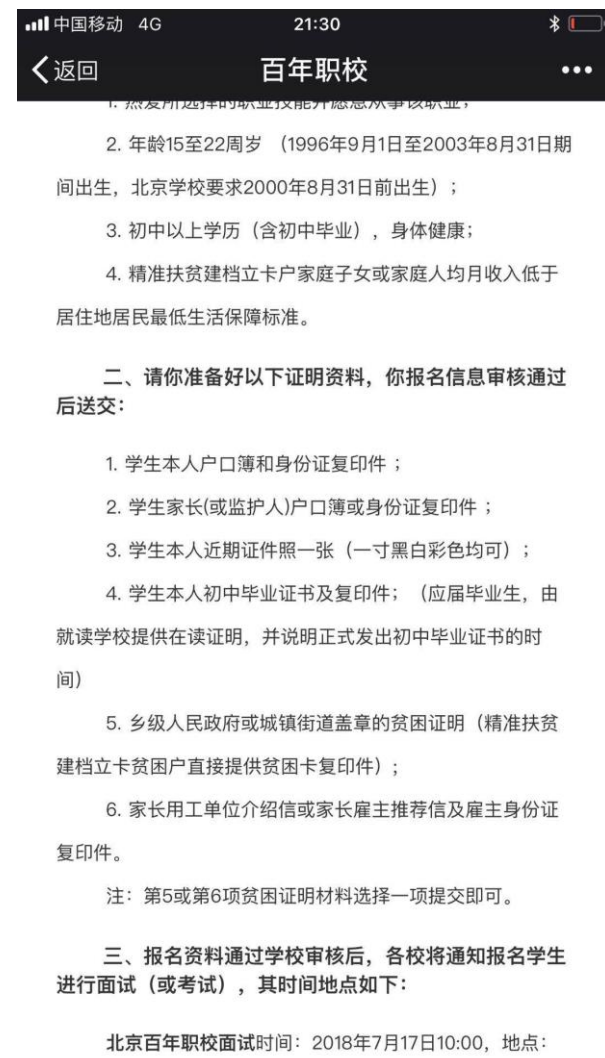 中国移动 4G 21:30
返回 百年职校
1. 热爱所选择的职业技能并愿意从事该职业；
2. 年龄15至22周岁 （1996年9月1日至2003年8月31日期
间出生，北京学校要求2000年8月31日前出生）；
3. 初中以上学历（含初中毕业），身体健康；
4. 精准扶贫建档立卡户家庭子女或家庭人均月收入低于
居住地居民最低生活保障标准。
二、请你准备好以下证明资料，你报名信息审核通过
后送交：
1. 学生本人户口簿和身份证复印件 ；
2. 学生家长(或监护人)户口簿或身份证复印件 ；
3. 学生本人近期证件照一张（一寸黑白彩色均可）；
4. 学生本人初中毕业证书及复印件；（应届毕业生，由
就读学校提供在读证明，并说明正式发出初中毕业证书的时
间）
5. 乡级人民政府或城镇街道盖章的贫困证明（精准扶贫
建档立卡贫困户直接提供贫困卡复印件）;
6. 家长用工单位介绍信或家长雇主推荐信及雇主身份证
复印件。
注：第5或第6项贫困证明材料选择一项提交即可。
三、报名资料通过学校审核后，各校将通知报名学生
进行面试（或考试），其时间地点如下：
北京百年职校面试时间：2018年7月17日10:00，地点：